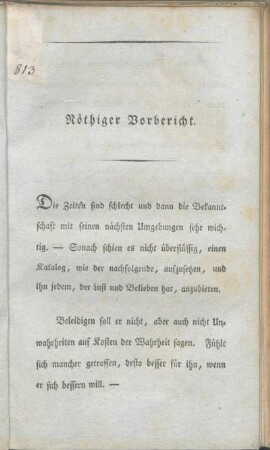 813
Nöthiger Vorbericht.
Die Zeiten sind schlecht und dann die Bekannt-
schaft mit seinen nächsten Umgebungen sehr wich-
tig. — Sonach schien es nicht überflüssig, einen
Katalog, wie der nachfolgende, aufzusetzen, und
ihn jedem, der Lust und Belieben hat, anzubieten.
Beleidigen soll er nicht, aber auch nicht Un-
wahrheiten auf Kosten der Wahrheit sagen. Fühlt
sich mancher getroffen, desto besser für ihn, wenn
er sich bessern will. —